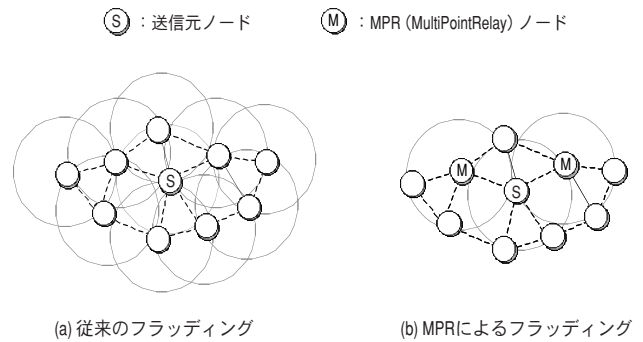 S ：送信元ノード
M ：MPR（MultiPointRelay）ノード
S
M
M
S
(a) 従来のフラッディング
(b) MPRによるフラッディング